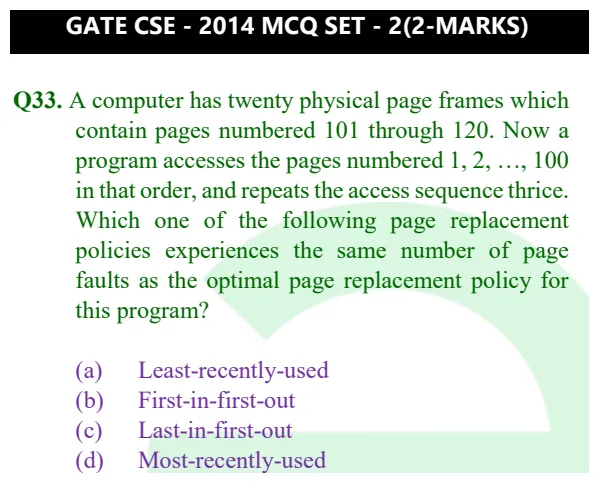 GATE CSE - 2014 MCQ SET - 2(2-MARKS)
Q33. A computer has twenty physical page frames which
contain pages numbered 101 through 120. Now a
program accesses the pages numbered 1, 2, …, 100
in that order, and repeats the access sequence thrice.
Which one of the following page replacement
policies experiences the same number of page
faults as the optimal page replacement policy for
this program?
(a) Least-recently-used
(b) First-in-first-out
(c) Last-in-first-out
(d) Most-recently-used